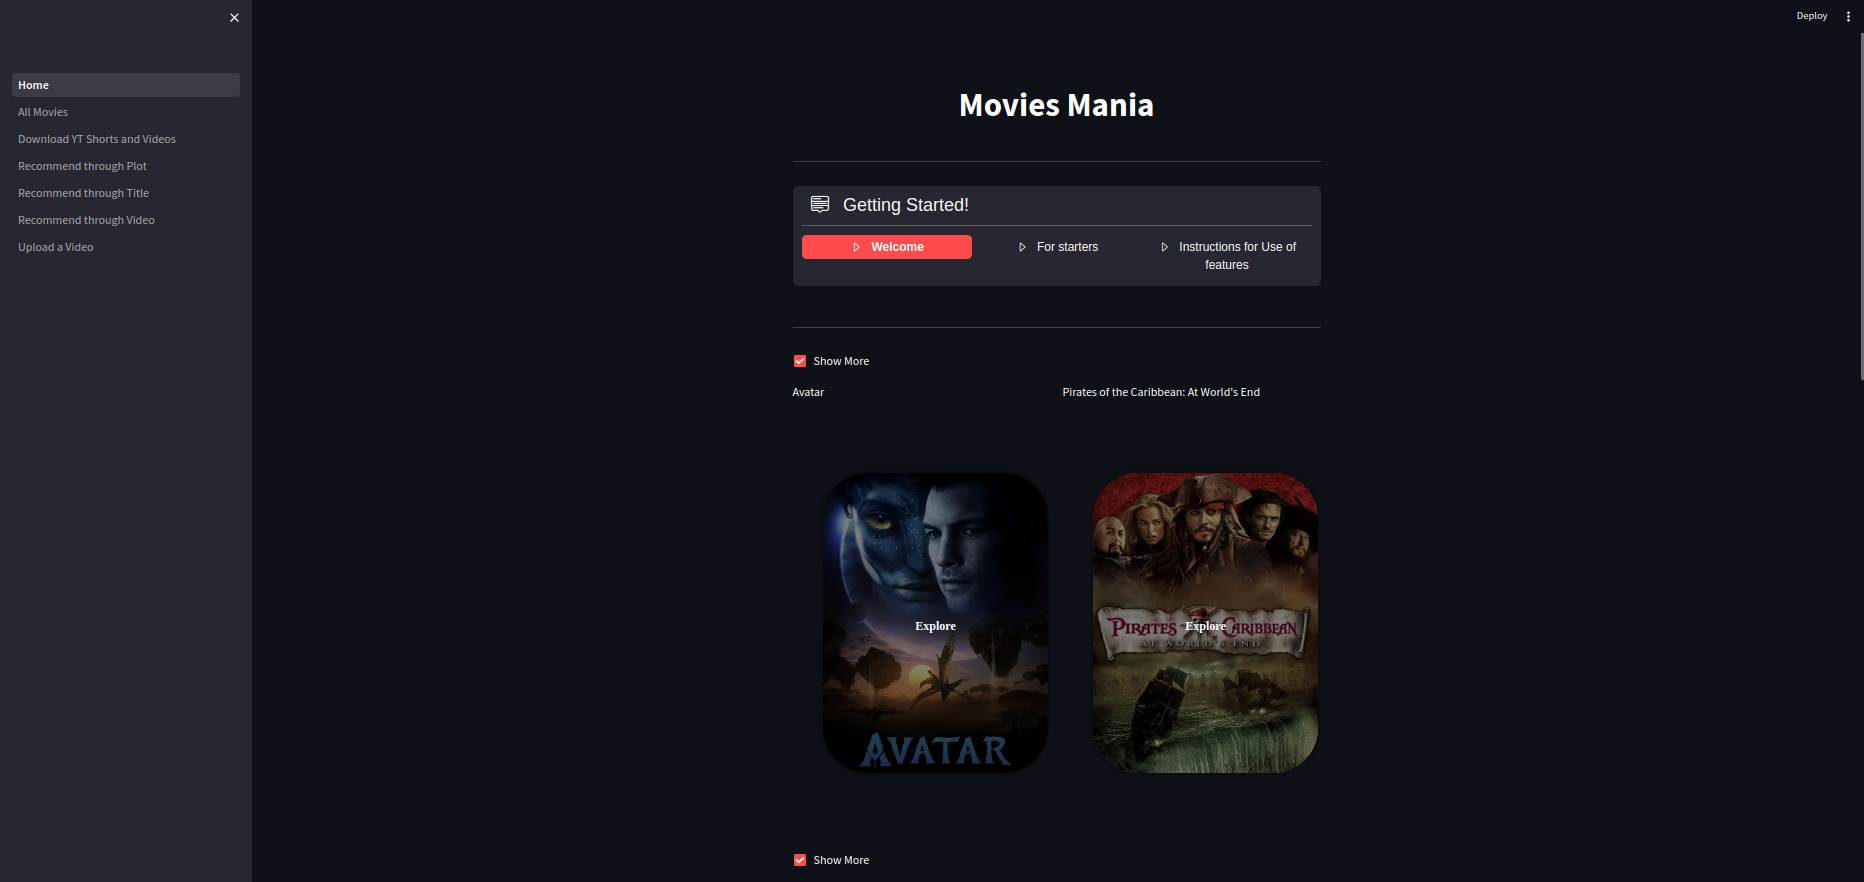 Deploy
Home
All Movies
Download YT Shorts and Videos
Recommend through Plot
Recommend through Title
Recommend through Video
Upload a Video
Movies Mania
Getting Started!
Welcome
For starters
Instructions for Use of
features
Show More
Avatar
Pirates of the Caribbean: At World's End
Explore
AVATAR
PIRATES
CARIBBEAN
Explore
AT WORLD'S END
Show More